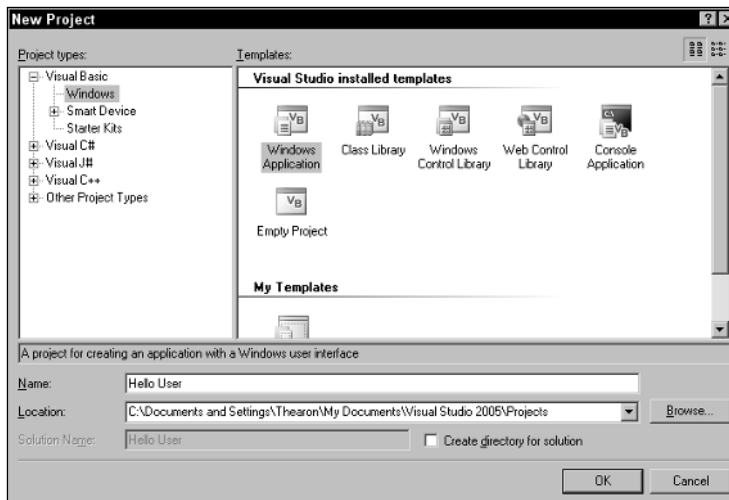 New Project
Project types:
Templates:
Visual Basic
Windows
Smart Device
Starter Kits
Visual C#
Visual J#
Visual C++
Other Project Types
Visual Studio installed templates
Windows Application
Class Library
Windows Control Library
Web Control Library
Console Application
Empty Project
My Templates
A project for creating an application with a Windows user interface
Name:
Hello User
Location:
C:\Documents and Settings\Thearon\My Documents\Visual Studio 2005\Projects
Browse...
Solution Name:
Hello User
Create directory for solution
OK
Cancel